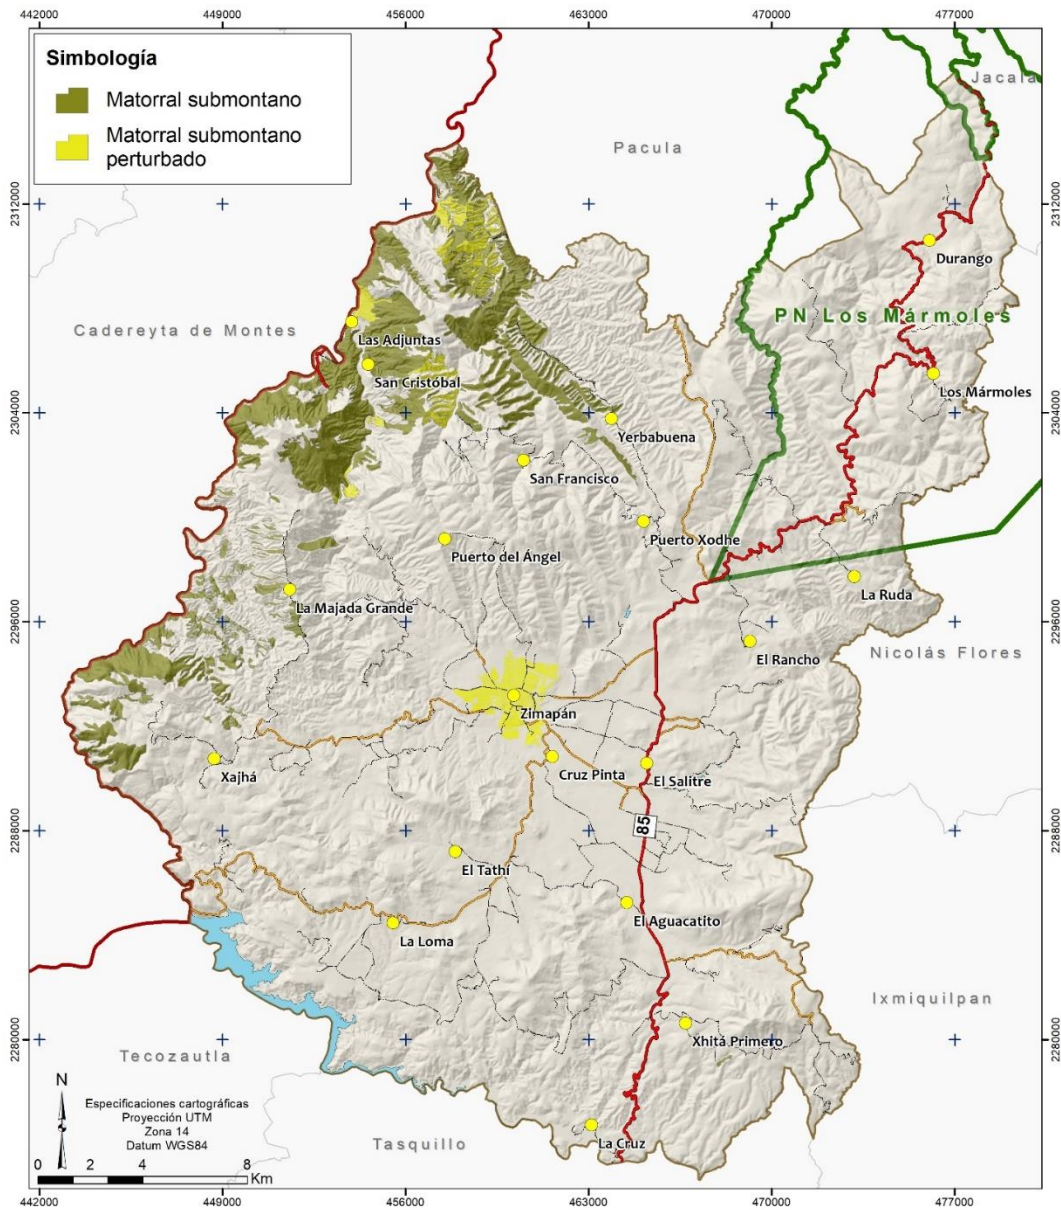 442000
449000
456000
463000
470000
477000
Simbología
Matorral submontano
Matorral submontano
perturbado
Jacala
Pacula
2312000
2312000
Durango
PN Los Mármoles
Cadereyta de Montes
Las Adjuntas
San Cristóbal
Los Mármoles
2304000
2304000
Yerbabuena
San Francisco
Puerto Xodhe
Puerto del Ángel
La Ruda
La Majada Grande
2296000
2296000
El Rancho
Nicolás Flores
Zimapán
Xajhá
Cruz Pinta
El Salitre
85
2288000
2288000
El Tathí
El Aguacatito
La Loma
Ixmiquilpan
Xhitá Primero
2280000
2280000
Tecozautla
N
Especificaciones cartográficas
Proyección UTM
Zona 14
Datum WGS84
Tasquillo
La Cruz
0 2 4 8
Km
442000
449000
456000
463000
470000
477000